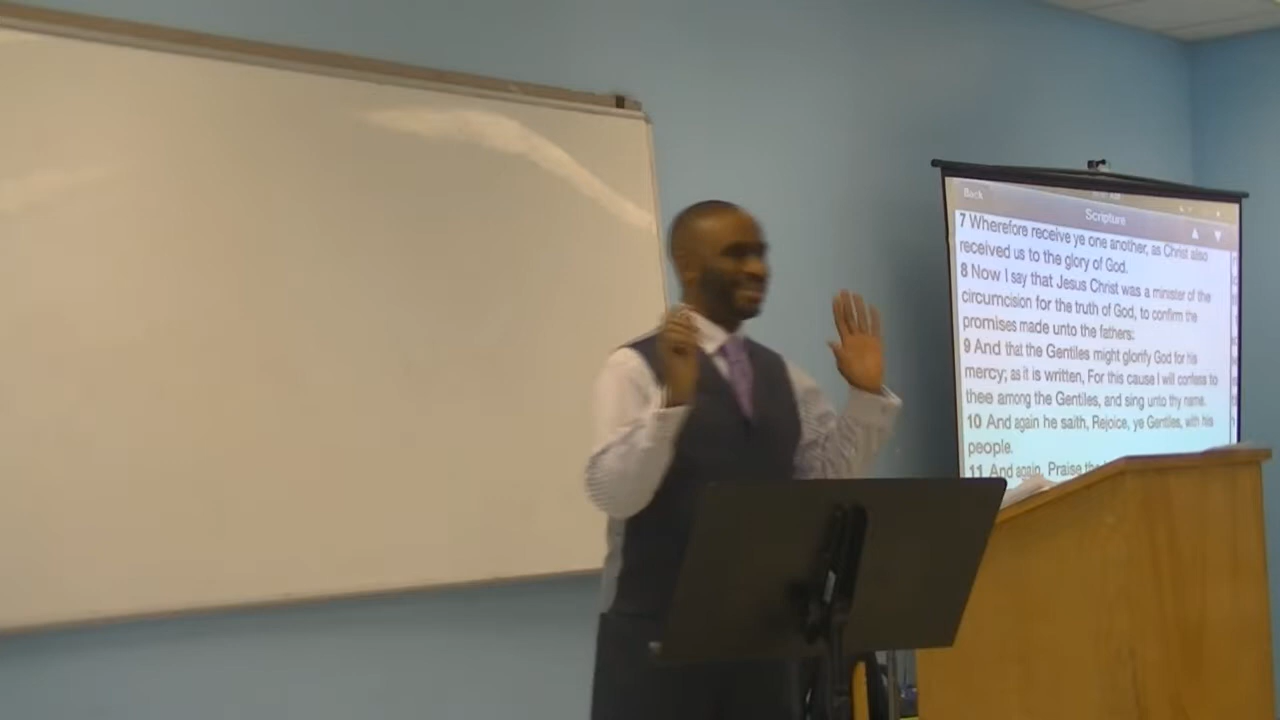 Back
Scripture
7 Wherefore receive ye one another, as Christ also
received us to the glory of God.
8 Now I say that Jesus Christ was a minister of the
circumcision for the truth of God, to confirm the
promises made unto the fathers:
9 And that the Gentiles might glorify God for his
mercy; as it is written, For this cause I will confess to
thee among the Gentiles, and sing unto thy name.
10 And again he saith, Rejoice, ye Gentiles, with his
people.
11 And again, Praise